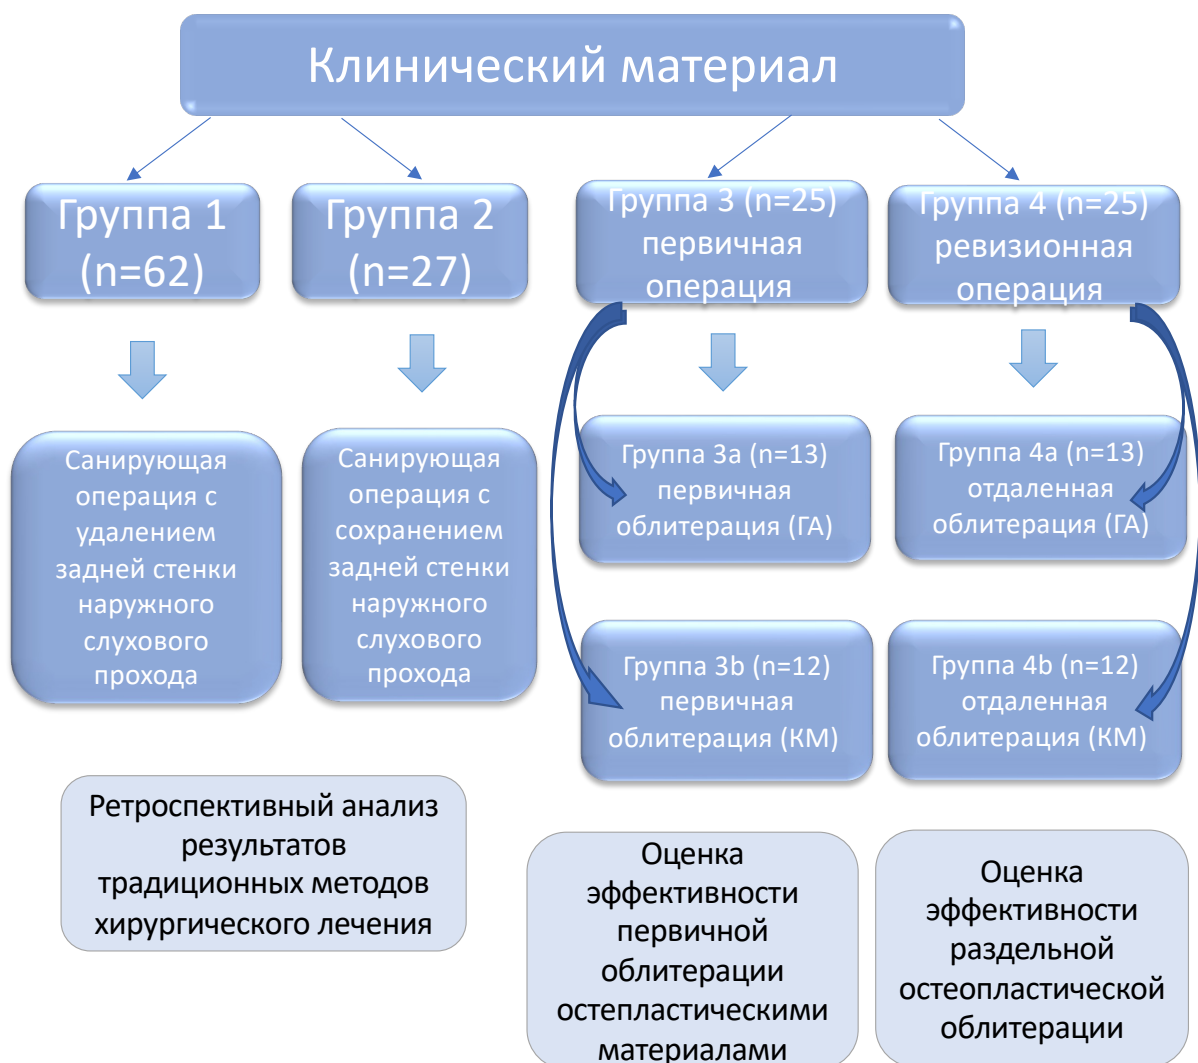 Клинический материал
Группа 1
(n=62)
Группа 2
(n=27)
Группа 3 (n=25)
первичная
операция
Группа 4 (n=25)
ревизионная
операция
Санирующая
операция с
удалением
задней стенки
наружного
слухового
прохода
Санирующая
операция с
сохранением
задней стенки
наружного
слухового
прохода
Группа 3a (n=13)
первичная
облитерация (ГА)
Группа 4a (n=13)
отдаленная
облитерация (ГА)
Группа 3b (n=12)
первичная
облитерация (КМ)
Группа 4b (n=12)
отдаленная
облитерация (КМ)
Ретроспективный анализ
результатов
традиционных методов
хирургического лечения
Оценка
эффективности
первичной
облитерации
остепластическими
материалами
Оценка
эффективности
раздельной
остеопластической
облитерации